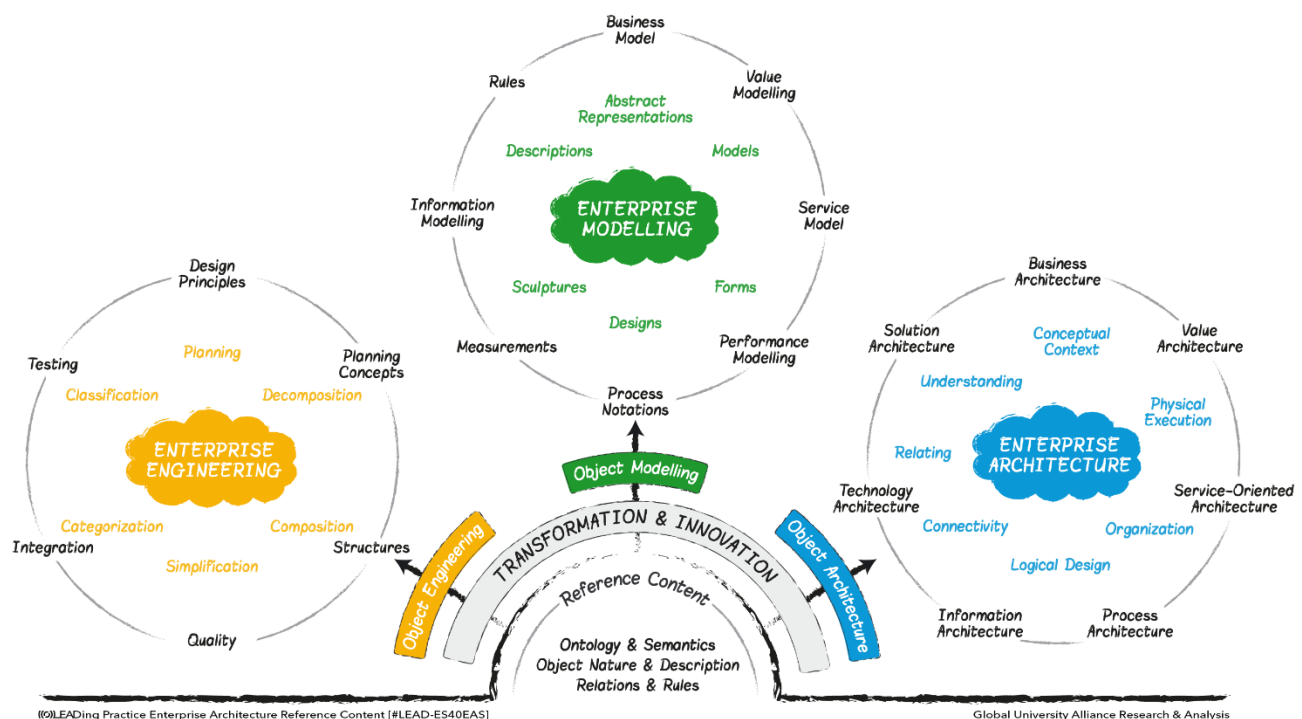 Business
Model
Rules
Value
Modelling
Abstract
Representations
Descriptions
Models
Information
Modelling
ENTERPRISE
MODELLING
Service
Model
Sculptures
Forms
Designs
Measurements
Performance
Modelling
Process
Notations
Design
Principles
Testing
Planning
Planning
Concepts
Classification
Decomposition
ENTERPRISE
ENGINEERING
Categorization
Composition
Integration
Structures
Simplification
Quality
Business
Architecture
Solution
Architecture
Conceptual
Context
Value
Architecture
Understanding
Physical
Execution
Relating
ENTERPRISE
ARCHITECTURE
Technology
Architecture
Service-Oriented
Architecture
Connectivity
Organization
Logical Design
Information
Architecture
Process
Architecture
Object Modelling
Object Engineering
TRANSFORMATION & INNOVATION
Object Architecture
Reference Content
Ontology & Semantics
Object Nature & Description
Relations & Rules
((©))LEADing Practice Enterprise Architecture Reference Content [#LEAD-ES40EAS]
Global University Alliance Research & Analysis